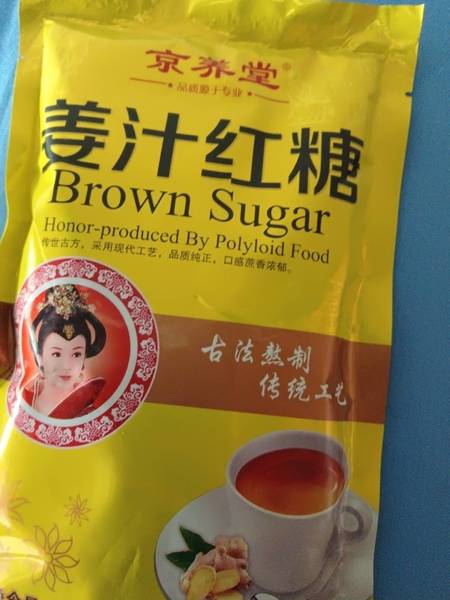 京养堂®
品质源于专业
姜汁红糖
Brown Sugar
Honor-produced By Polyloid Food
传世古方，采用现代工艺，品质纯正，口感蔗香浓郁。
古法熬制
传统工艺